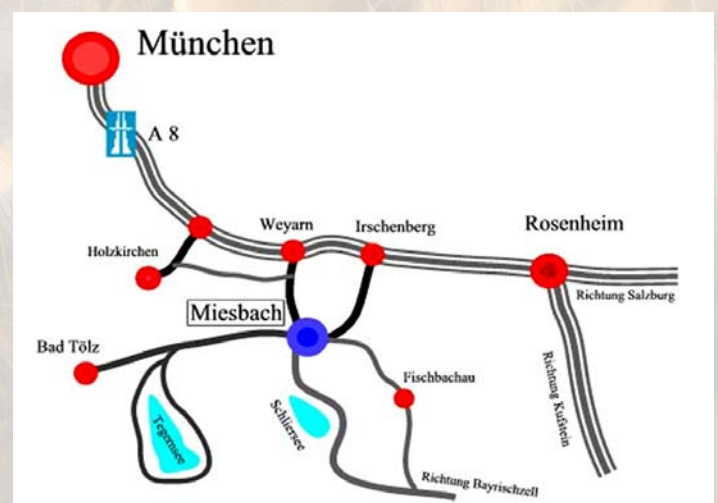 München
A 8
Weyarn
Irschenberg
Rosenheim
Holzkirchen
Richtung Salzburg
Miesbach
Bad Tölz
Fischbachau
Richtung Kufstein
Tegernsee
Schliersee
Richtung Bayrischzell